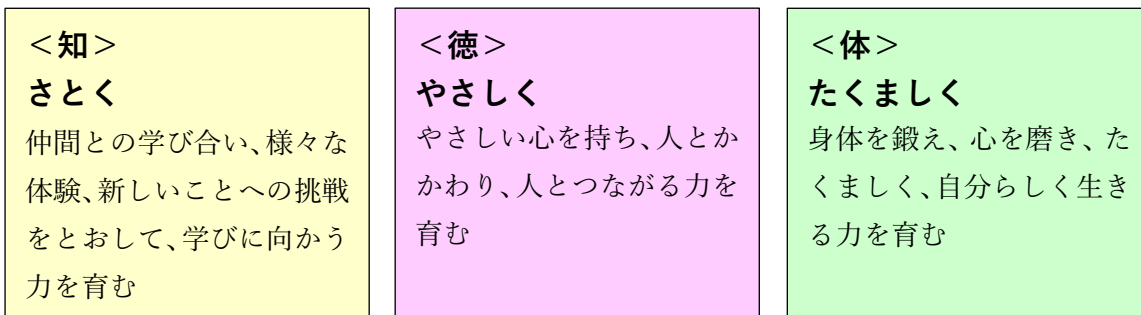 ＜知＞
さとく
仲間との学び合い、様々な
体験、新しいことへの挑戦
をとおして、学びに向かう
力を育む
＜徳＞
やさしく
やさしい心を持ち、人とか
かわり、人とつながる力を
育む
＜体＞
たくましく
身体を鍛え、心を磨き、た
くましく、自分らしく生き
る力を育む